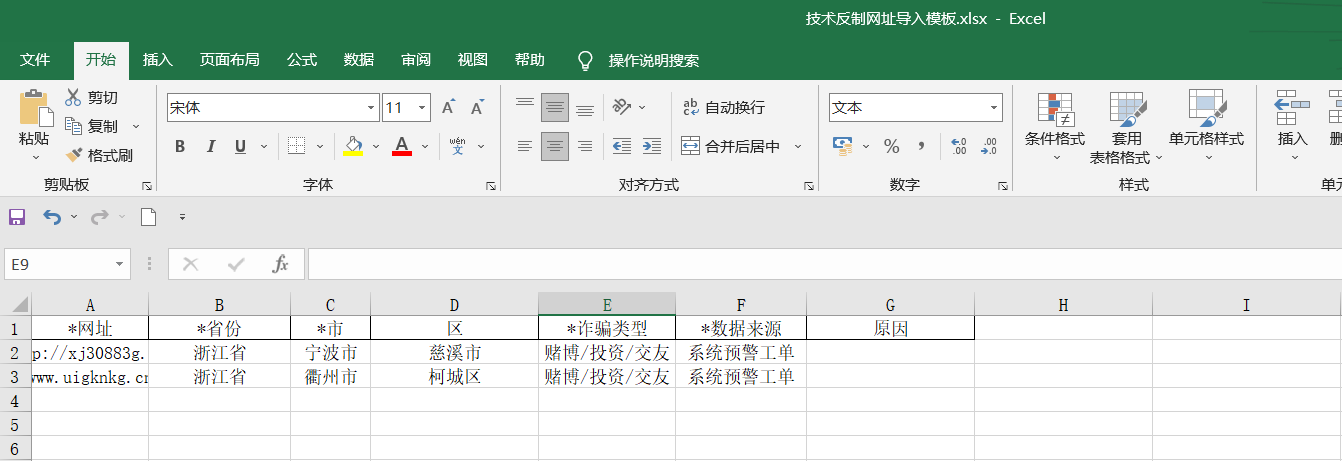 技术反制网址导入模板.xlsx - Excel
文件 开始 插入 页面布局 公式 数据 审阅 视图 帮助 操作说明搜索
粘贴 剪切 复制 格式刷 剪贴板
宋体 11 A A B I U A wén 文 字体
ab c 自动换行 合并后居中 对齐方式
文本 % , .0 .00 .00 .0 数字
条件格式 套用 表格格式 单元格样式 样式
插入
E9 fx
A B C D E F G H I
1 *网址 *省份 *市 区 *诈骗类型 *数据来源 原因
2 p://xj30883g. 浙江省 宁波市 慈溪市 赌博/投资/交友 系统预警工单
3 www.uigknkg.cn 浙江省 衢州市 柯城区 赌博/投资/交友 系统预警工单
4
5
6